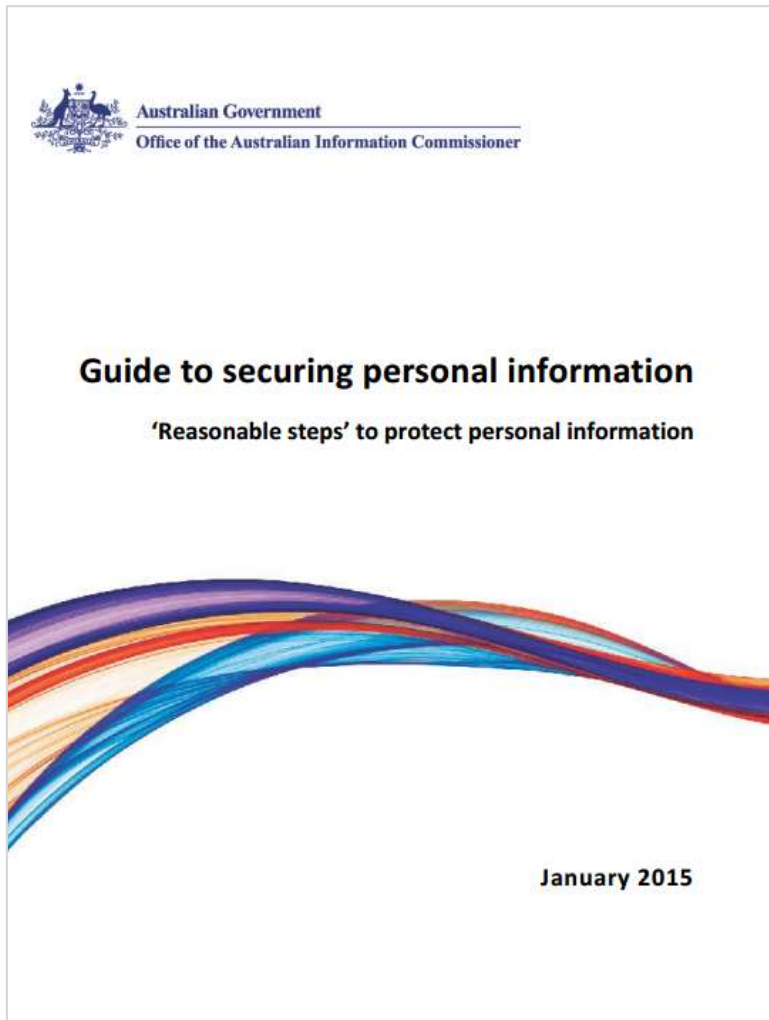 Australian Government
Office of the Australian Information Commissioner
Guide to securing personal information
‘Reasonable steps’ to protect personal information
January 2015